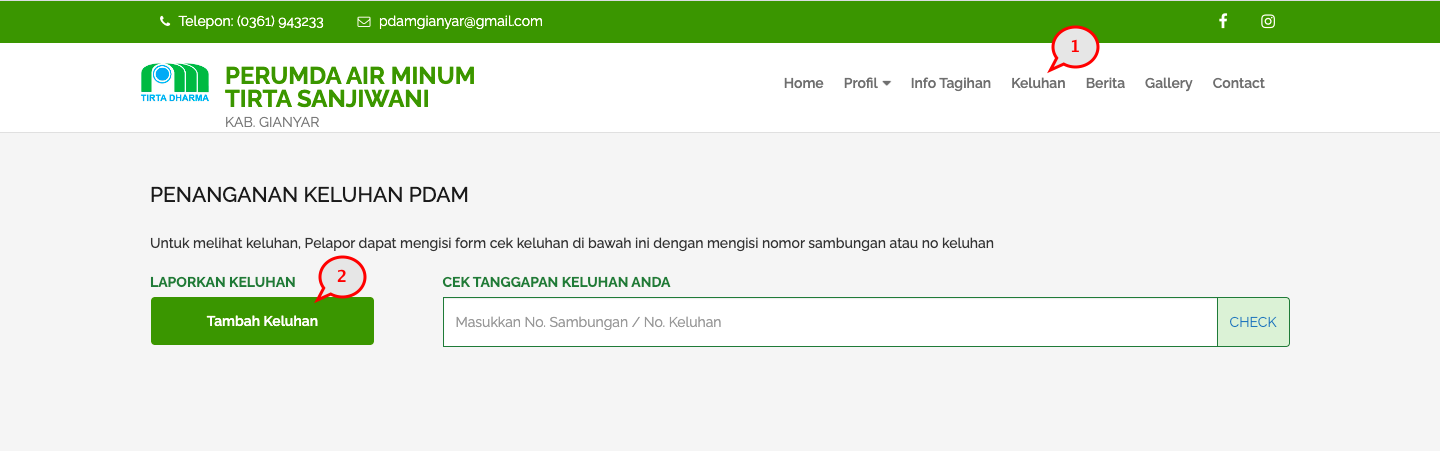 Telepon: (0361) 943233 pdamgianyar@gmail.com
1
TIRTA DHARMA
PERUMDA AIR MINUM
TIRTA SANJIWANI
KAB. GIANYAR
Home Profil Info Tagihan Keluhan Berita Gallery Contact
PENANGANAN KELUHAN PDAM
Untuk melihat keluhan, Pelapor dapat mengisi form cek keluhan di bawah ini dengan mengisi nomor sambungan atau no keluhan
LAPORKAN KELUHAN 2
Tambah Keluhan
CEK TANGGAPAN KELUHAN ANDA
Masukkan No. Sambungan / No. Keluhan CHECK